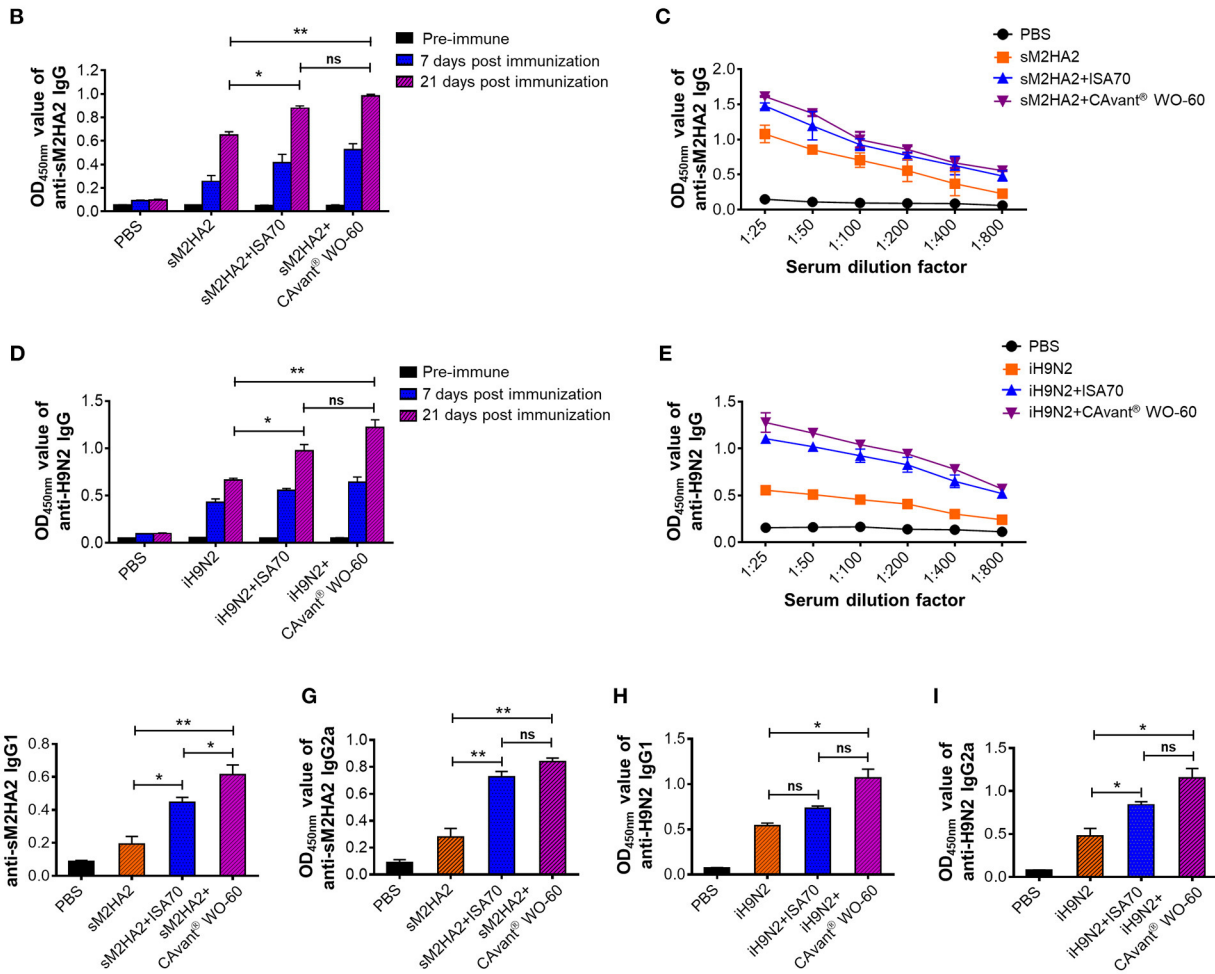 B
Pre-immune
7 days post immunization
21 days post immunization
OD450nm value of
anti-sM2HA2 IgG
1.2
1.0
0.8
0.6
0.4
0.2
0.0
**
ns
*
PBS
sM2HA2
sM2HA2+ISA70
sM2HA2+
CAvant® WO-60
C
PBS
sM2HA2
sM2HA2+ISA70
sM2HA2+CAvant® WO-60
OD450nm value of
anti-sM2HA2 IgG
2.0
1.5
1.0
0.5
0.0
1:25
1:50
1:100
1:200
1:400
1:800
Serum dilution factor
D
Pre-immune
7 days post immunization
21 days post immunization
OD450nm value of
anti-H9N2 IgG
1.5
1.0
0.5
0.0
**
ns
*
PBS
iH9N2
iH9N2+ISA70
iH9N2+
CAvant® WO-60
E
PBS
iH9N2
iH9N2+ISA70
iH9N2+CAvant® WO-60
OD450nm value of
anti-H9N2 IgG
2.0
1.5
1.0
0.5
0.0
1:25
1:50
1:100
1:200
1:400
1:800
Serum dilution factor
anti-sM2HA2 IgG1
0.8
0.6
0.4
0.2
0.0
**
*
*
PBS
sM2HA2
sM2HA2+ISA70
sM2HA2+
CAvant® WO-60
G
OD450nm value of
anti-sM2HA2 IgG2a
1.0
0.8
0.6
0.4
0.2
0.0
**
ns
**
PBS
sM2HA2
sM2HA2+ISA70
sM2HA2+
CAvant® WO-60
H
OD450nm value of
anti-H9N2 IgG1
1.5
1.0
0.5
0.0
*
ns
ns
PBS
iH9N2
iH9N2+ISA70
iH9N2+
CAvant® WO-60
I
OD450nm value of
anti-H9N2 IgG2a
1.5
1.0
0.5
0.0
*
ns
*
PBS
iH9N2
iH9N2+ISA70
iH9N2+
CAvant® WO-60